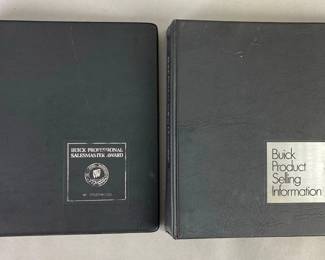 BUICK PROFESSIONAL
SALESMASTER AWARD
Buick
Product
Selling
Information